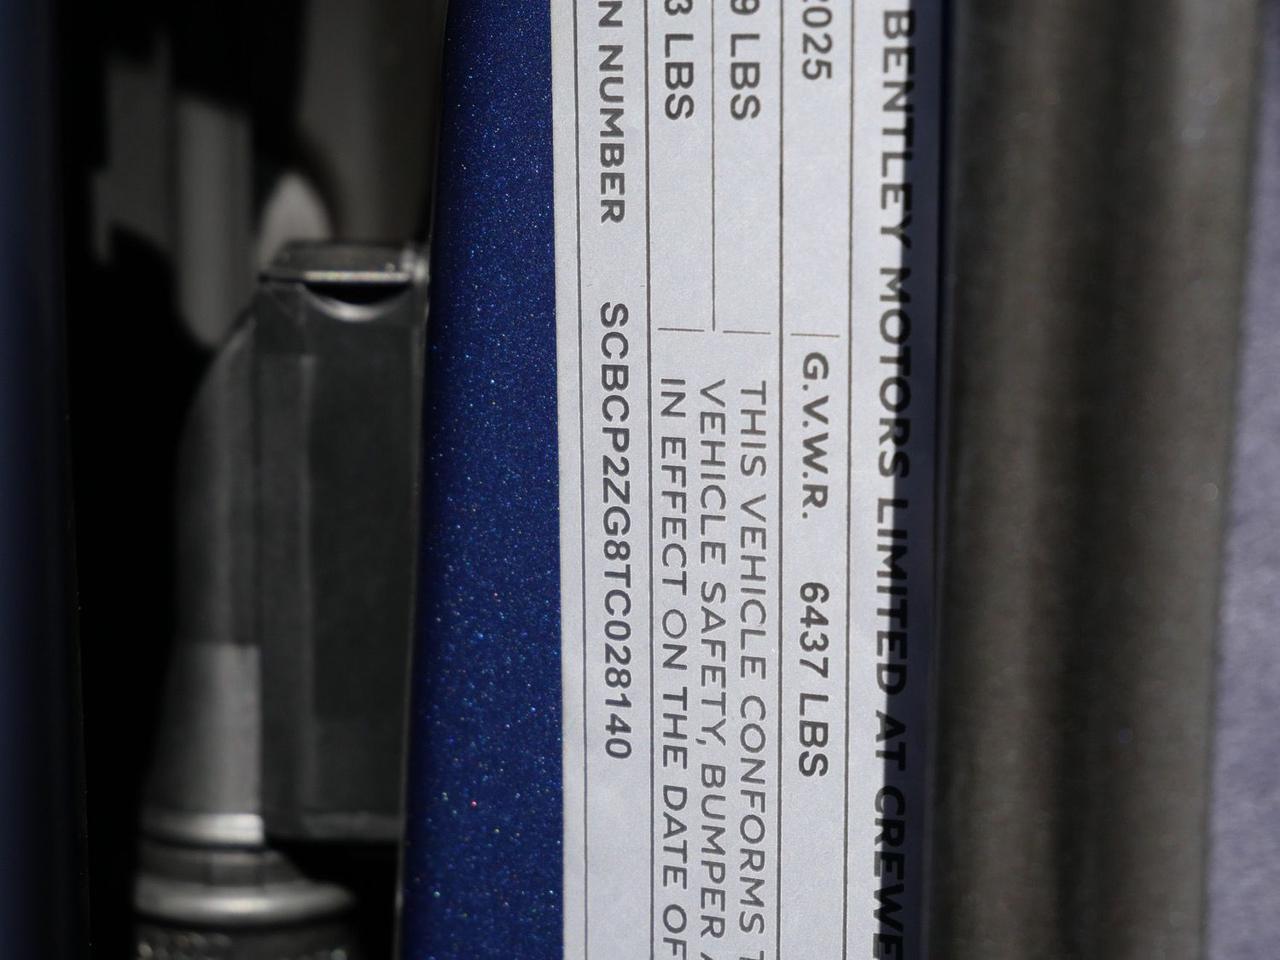 BENTLEY MOTORS LIMITED AT CREWE
2025 G.V.W.R. 6437 LBS
9 LBS THIS VEHICLE CONFORMS T
VEHICLE SAFETY, BUMPER A
3 LBS IN EFFECT ON THE DATE OF
N NUMBER SCBCP2ZG8TC028140